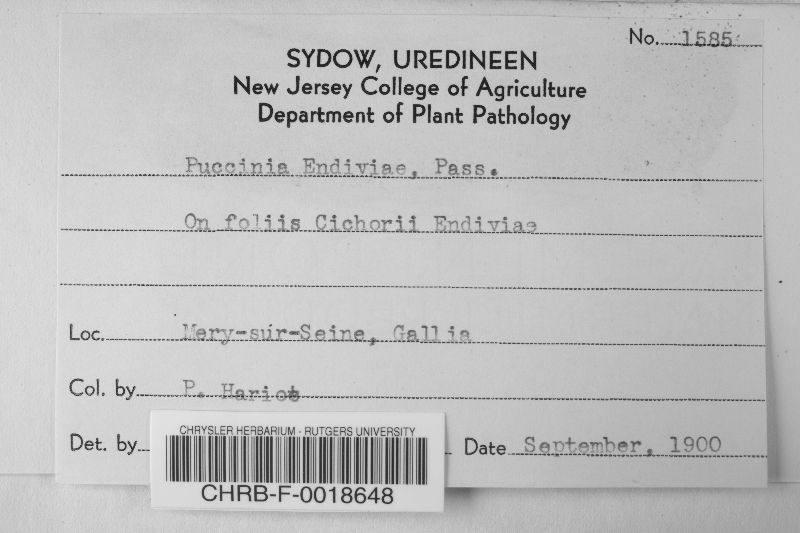 No. 1585
SYDOW, UREDINEEN
New Jersey College of Agriculture
Department of Plant Pathology
Puccinia Endiviae, Pass.
On foliis Cichorii Endiviae
Loc. Mery-sur-Seine, Gallia
Col. by P. Hariot
Det. by
Date September, 1900
CHRYSLER HERBARIUM - RUTGERS UNIVERSITY
CHRB-F-0018648